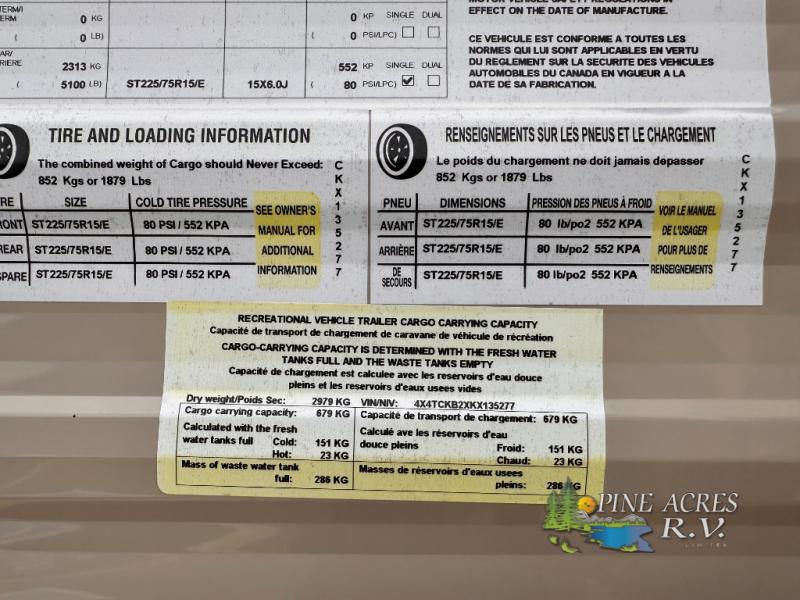 TERM/I
ERM 0 KG
( 0 LB)
0 KP SINGLE DUAL
( 0 PSI/LPC)
AR/
RIERE 2313 KG
( 5100 LB) ST225/75R15/E 15X6.0J
552 KP SINGLE DUAL
( 80 PSI/LPC)
MOTOR VEHICLE SAFETY REGULATIONS IN
EFFECT ON THE DATE OF MANUFACTURE.
CE VEHICULE EST CONFORME A TOUTES LES
NORMES QUI LUI SONT APPLICABLES EN VERTU
DU REGLEMENT SUR LA SECURITE DES VEHICULES
AUTOMOBILES DU CANADA EN VIGUEUR A LA
DATE DE SA FABRICATION.
TIRE AND LOADING INFORMATION
The combined weight of Cargo should Never Exceed:
852 Kgs or 1879 Lbs
CKX135277
RE SIZE COLD TIRE PRESSURE
RONT ST225/75R15/E 80 PSI / 552 KPA
REAR ST225/75R15/E 80 PSI / 552 KPA
SPARE ST225/75R15/E 80 PSI / 552 KPA
SEE OWNER'S
MANUAL FOR
ADDITIONAL
INFORMATION
RENSEIGNEMENTS SUR LES PNEUS ET LE CHARGEMENT
Le poids du chargement ne doit jamais depasser
852 Kgs or 1879 Lbs
CKX135277
PNEU DIMENSIONS PRESSION DES PNEUS À FROID
AVANT ST225/75R15/E 80 lb/po2 552 KPA
ARRIÈRE ST225/75R15/E 80 lb/po2 552 KPA
DE
SECOURS ST225/75R15/E 80 lb/po2 552 KPA
VOIR LE MANUEL
DE L'USAGER
POUR PLUS DE
RENSEIGNEMENTS
RECREATIONAL VEHICLE TRAILER CARGO CARRYING CAPACITY
Capacité de transport de chargement de caravane de véhicule de récréation
CARGO-CARRYING CAPACITY IS DETERMINED WITH THE FRESH WATER
TANKS FULL AND THE WASTE TANKS EMPTY
Capacité de chargement est calculee avec les reservoirs d'eau douce
pleins et les reservoirs d'eaux usees vides
Dry weight/Poids Sec: 2979 KG VIN/NIV: 4X4TCKB2XKX135277
Cargo carrying capacity: 679 KG
Calculated with the fresh
water tanks full Cold: 151 KG
Hot: 23 KG
Mass of waste water tank
full: 286 KG
Capacité de transport de chargement: 679 KG
Calculé ave les réservoirs d'eau
douce pleins Froid: 151 KG
Chaud: 23 KG
Masses de réservoirs d'eaux usees
pleins: 286 KG
PINE ACRES
R.V.
LIMITED